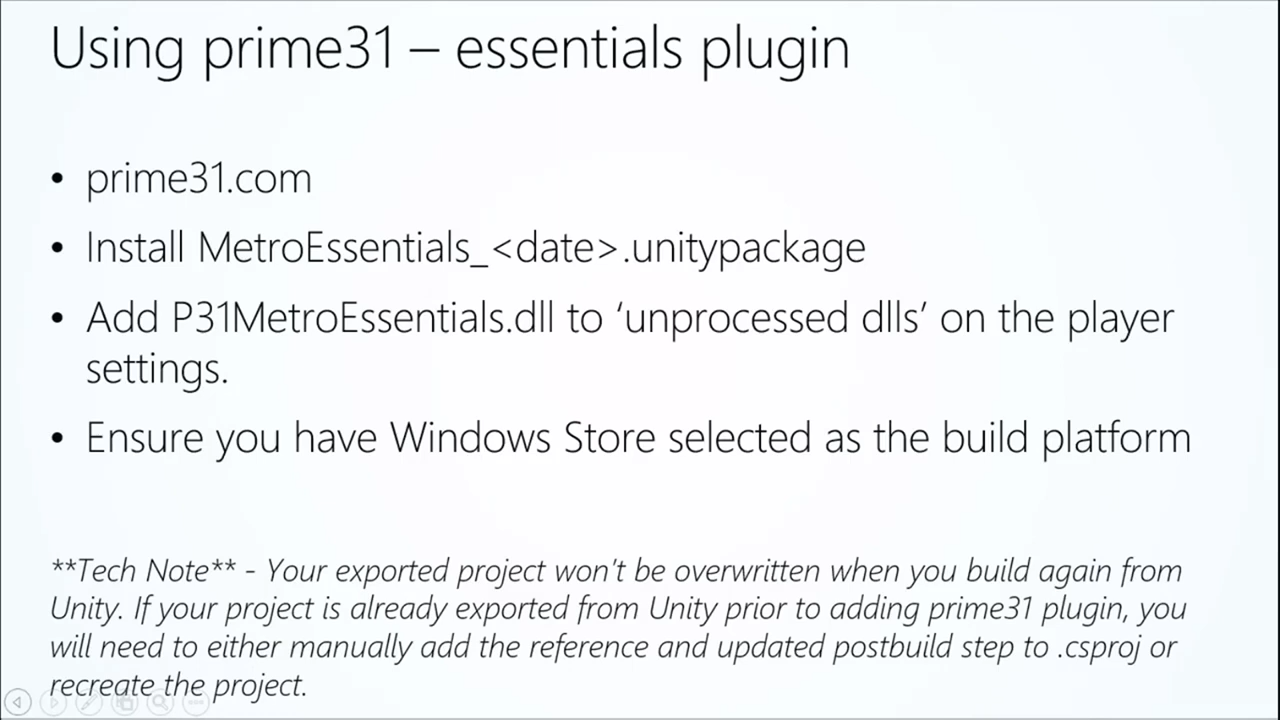 Using prime31 – essentials plugin
• prime31.com
• Install MetroEssentials_<date>.unitypackage
• Add P31MetroEssentials.dll to ‘unprocessed dlls’ on the player
settings.
• Ensure you have Windows Store selected as the build platform
**Tech Note** - Your exported project won't be overwritten when you build again from
Unity. If your project is already exported from Unity prior to adding prime31 plugin, you
will need to either manually add the reference and updated postbuild step to .csproj or
recreate the project.